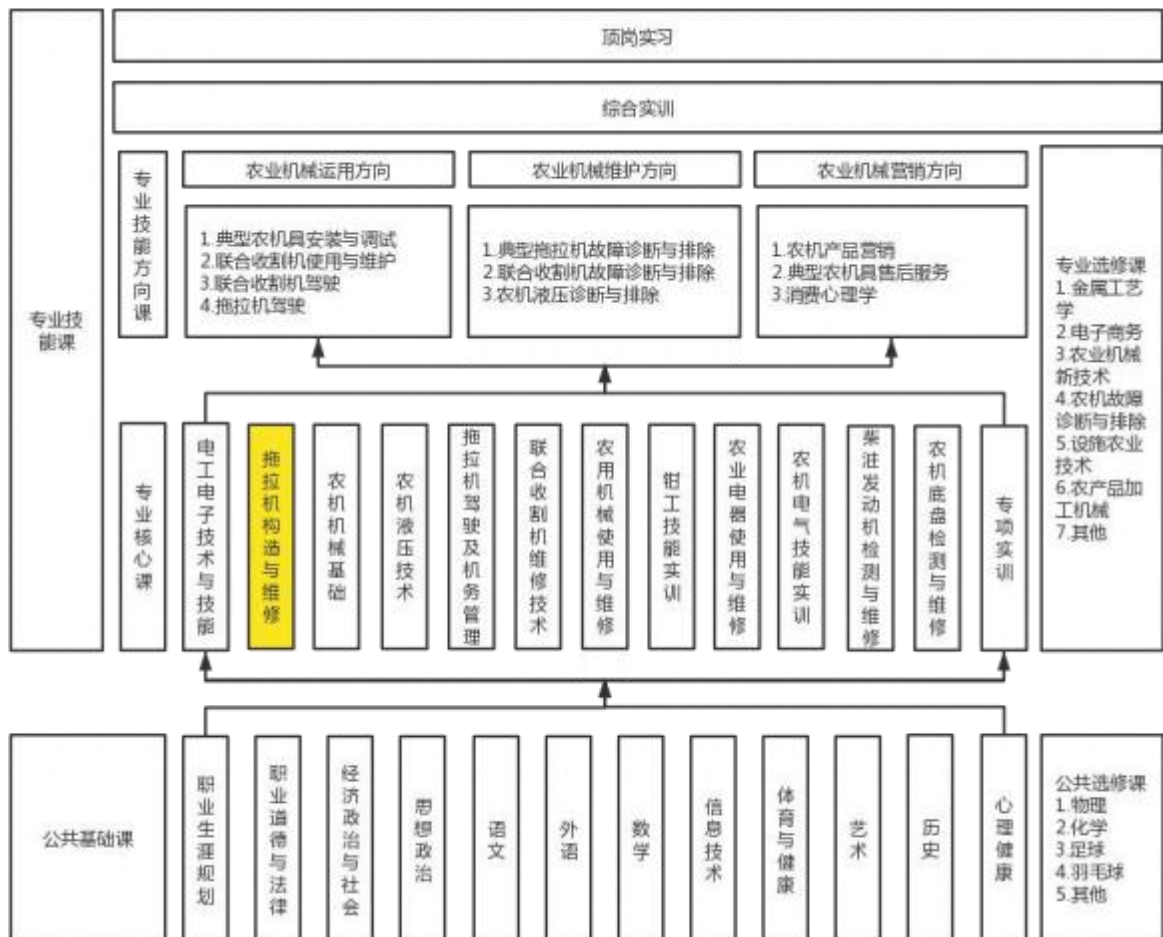 顶岗实习
综合实训
专业技
能课
专业技能方向课
农业机械运用方向
农业机械维护方向
农业机械营销方向
1.典型农机具安装与调试
2.联合收割机使用与维护
3.联合收割机驾驶
4.拖拉机驾驶
1.典型拖拉机故障诊断与排除
2.联合收割机故障诊断与排除
3.农机液压诊断与排除
1.农机产品营销
2.典型农机具售后服务
3.消费心理学
专业选修课
1.金属工艺
学
2.电子商务
3.农业机械
新技术
4.农机故障
诊断与排除
5.设施农业
技术
6.农产品加
工机械
7.其他
专业核心课
电工电子技术与技能
拖拉机构造与维修
农机机械基础
农机液压技术
拖拉机驾驶及机务管理
联合收割机维修技术
农用机械使用与维修
钳工技能实训
农业电器使用与维修
农机电气技能实训
柴油发动机检测与维修
农机底盘检测与维修
专项实训
公共基础课
职业生涯规划
职业道德与法律
经济政治与社会
思想政治
语文
外语
数学
信息技术
体育与健康
艺术
历史
心理健康
公共选修课
1.物理
2.化学
3.足球
4.羽毛球
5.其他